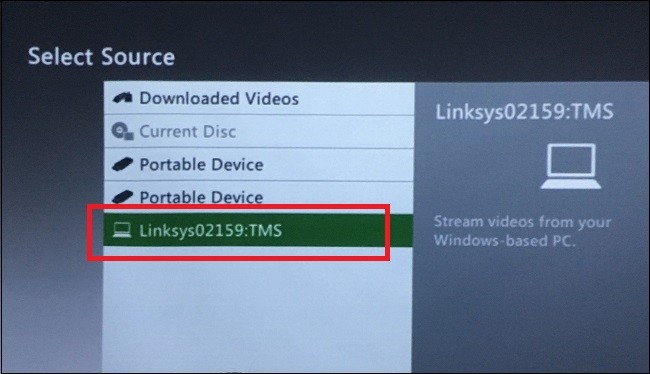 Select Source
Downloaded Videos
Current Disc
Portable Device
Portable Device
Linksys02159:TMS
Linksys02159:TMS
Stream videos from your
Windows-based PC.